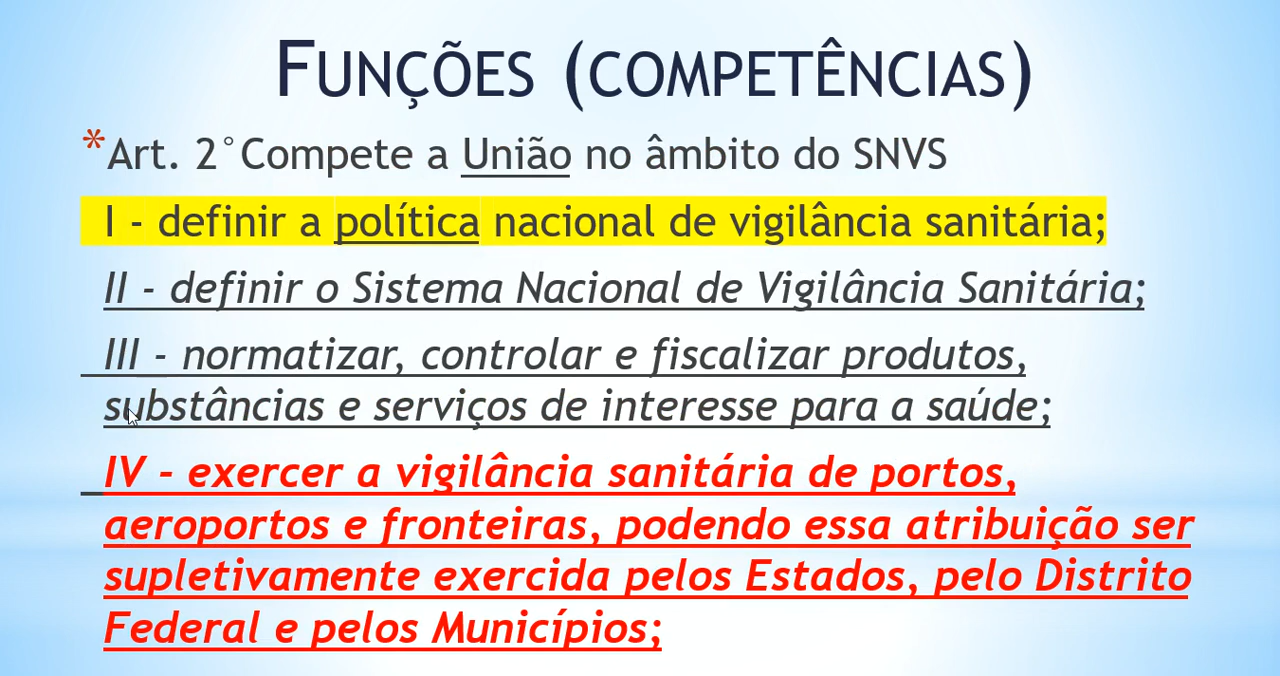 FUNÇÕES (COMPETÊNCIAS)
*Art. 2°Compete a União no âmbito do SNVS
I - definir a política nacional de vigilância sanitária;
II - definir o Sistema Nacional de Vigilância Sanitária;
III - normatizar, controlar e fiscalizar produtos,
substâncias e serviços de interesse para a saúde;
IV - exercer a vigilância sanitária de portos,
aeroportos e fronteiras, podendo essa atribuição ser
supletivamente exercida pelos Estados, pelo Distrito
Federal e pelos Municípios;